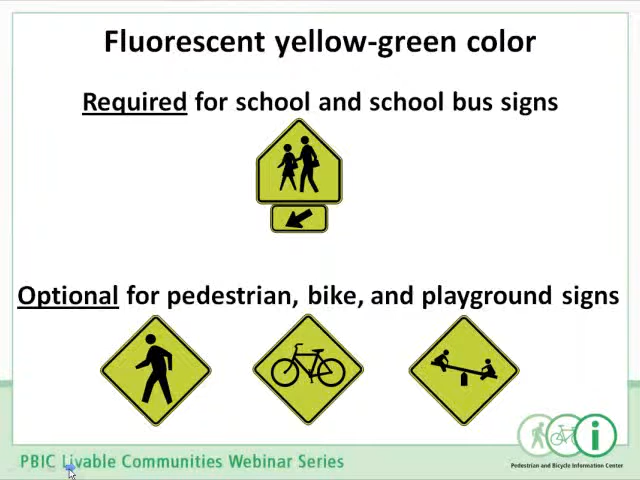 Fluorescent yellow-green color
Required for school and school bus signs
Optional for pedestrian, bike, and playground signs
PBIC Livable Communities Webinar Series
i
Pedestrian and Bicycle Information Center